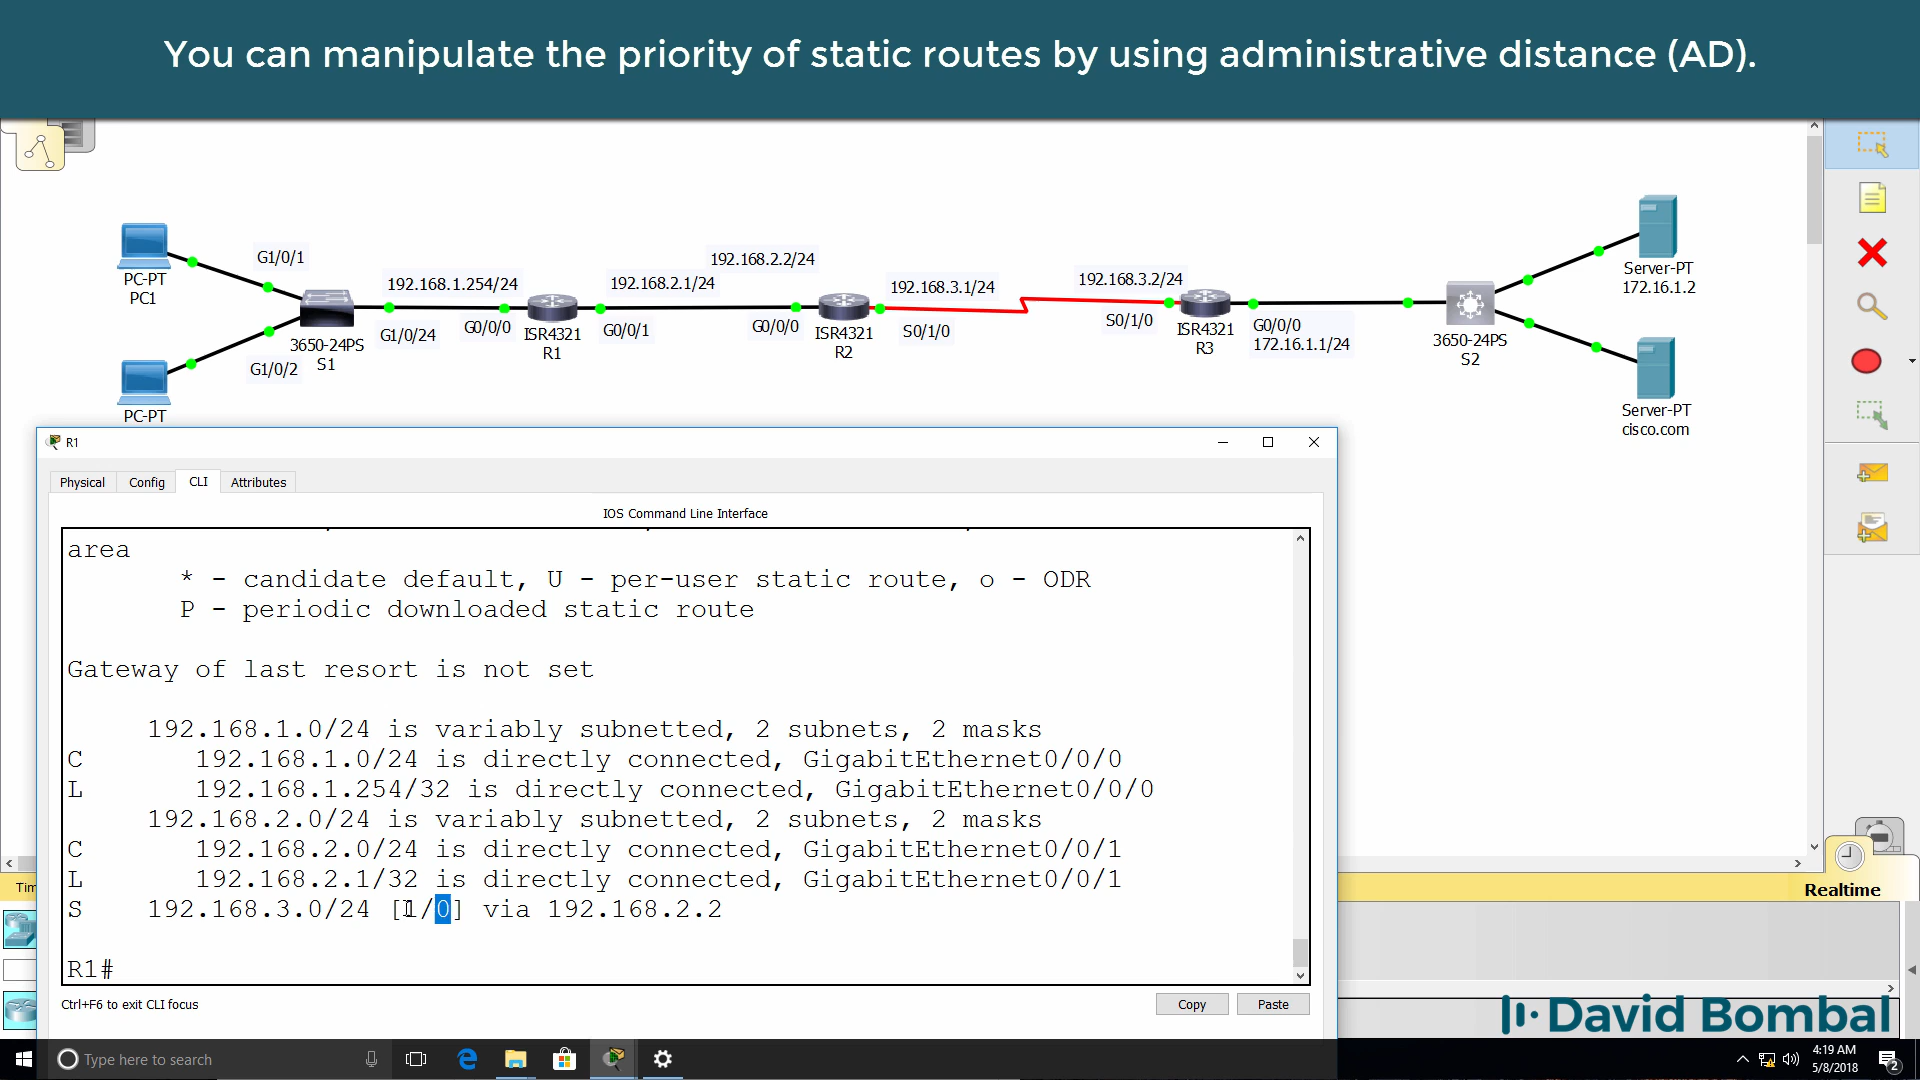 You can manipulate the priority of static routes by using administrative distance (AD).
PC-PT
PC1
G1/0/1
192.168.1.254/24
192.168.2.1/24
192.168.2.2/24
192.168.3.1/24
192.168.3.2/24
Server-PT
172.16.1.2
G1/0/24
G0/0/0
ISR4321
R1
G0/0/1
G0/0/0
ISR4321
R2
S0/1/0
S0/1/0
ISR4321
R3
G0/0/0
172.16.1.1/24
3650-24PS
S1
3650-24PS
S2
G1/0/2
PC-PT
Server-PT
cisco.com
R1
Physical
Config
CLI
Attributes
IOS Command Line Interface
area
* - candidate default, U - per-user static route, o - ODR
P - periodic downloaded static route
Gateway of last resort is not set
192.168.1.0/24 is variably subnetted, 2 subnets, 2 masks
C 192.168.1.0/24 is directly connected, GigabitEthernet0/0/0
L 192.168.1.254/32 is directly connected, GigabitEthernet0/0/0
192.168.2.0/24 is variably subnetted, 2 subnets, 2 masks
C 192.168.2.0/24 is directly connected, GigabitEthernet0/0/1
L 192.168.2.1/32 is directly connected, GigabitEthernet0/0/1
S 192.168.3.0/24 [1/0] via 192.168.2.2
R1#
Ctrl+F6 to exit CLI focus
Copy
Paste
Tim
Realtime
David Bombal
Type here to search
4:19 AM
5/8/2018
2